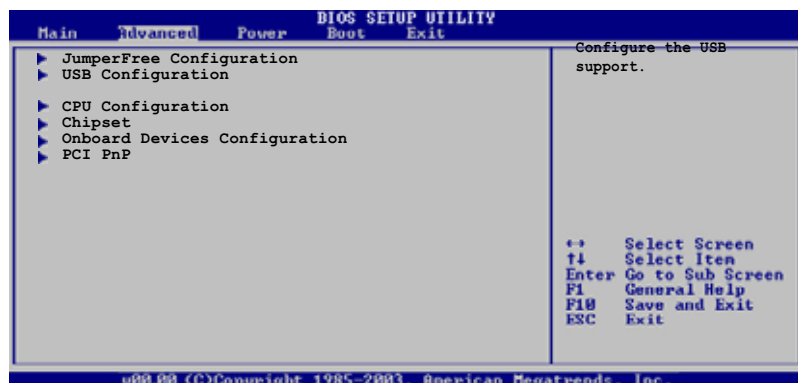 BIOS SETUP UTILITY
Main Advanced Power Boot Exit
JumperFree Configuration
USB Configuration
CPU Configuration
Chipset
Onboard Devices Configuration
PCI PnP
Configure the USB
support.
↔ Select Screen
↑↓ Select Item
Enter Go to Sub Screen
F1 General Help
F10 Save and Exit
ESC Exit
v00.00 (C)Copyright 1985-2003, American Megatrends, Inc.